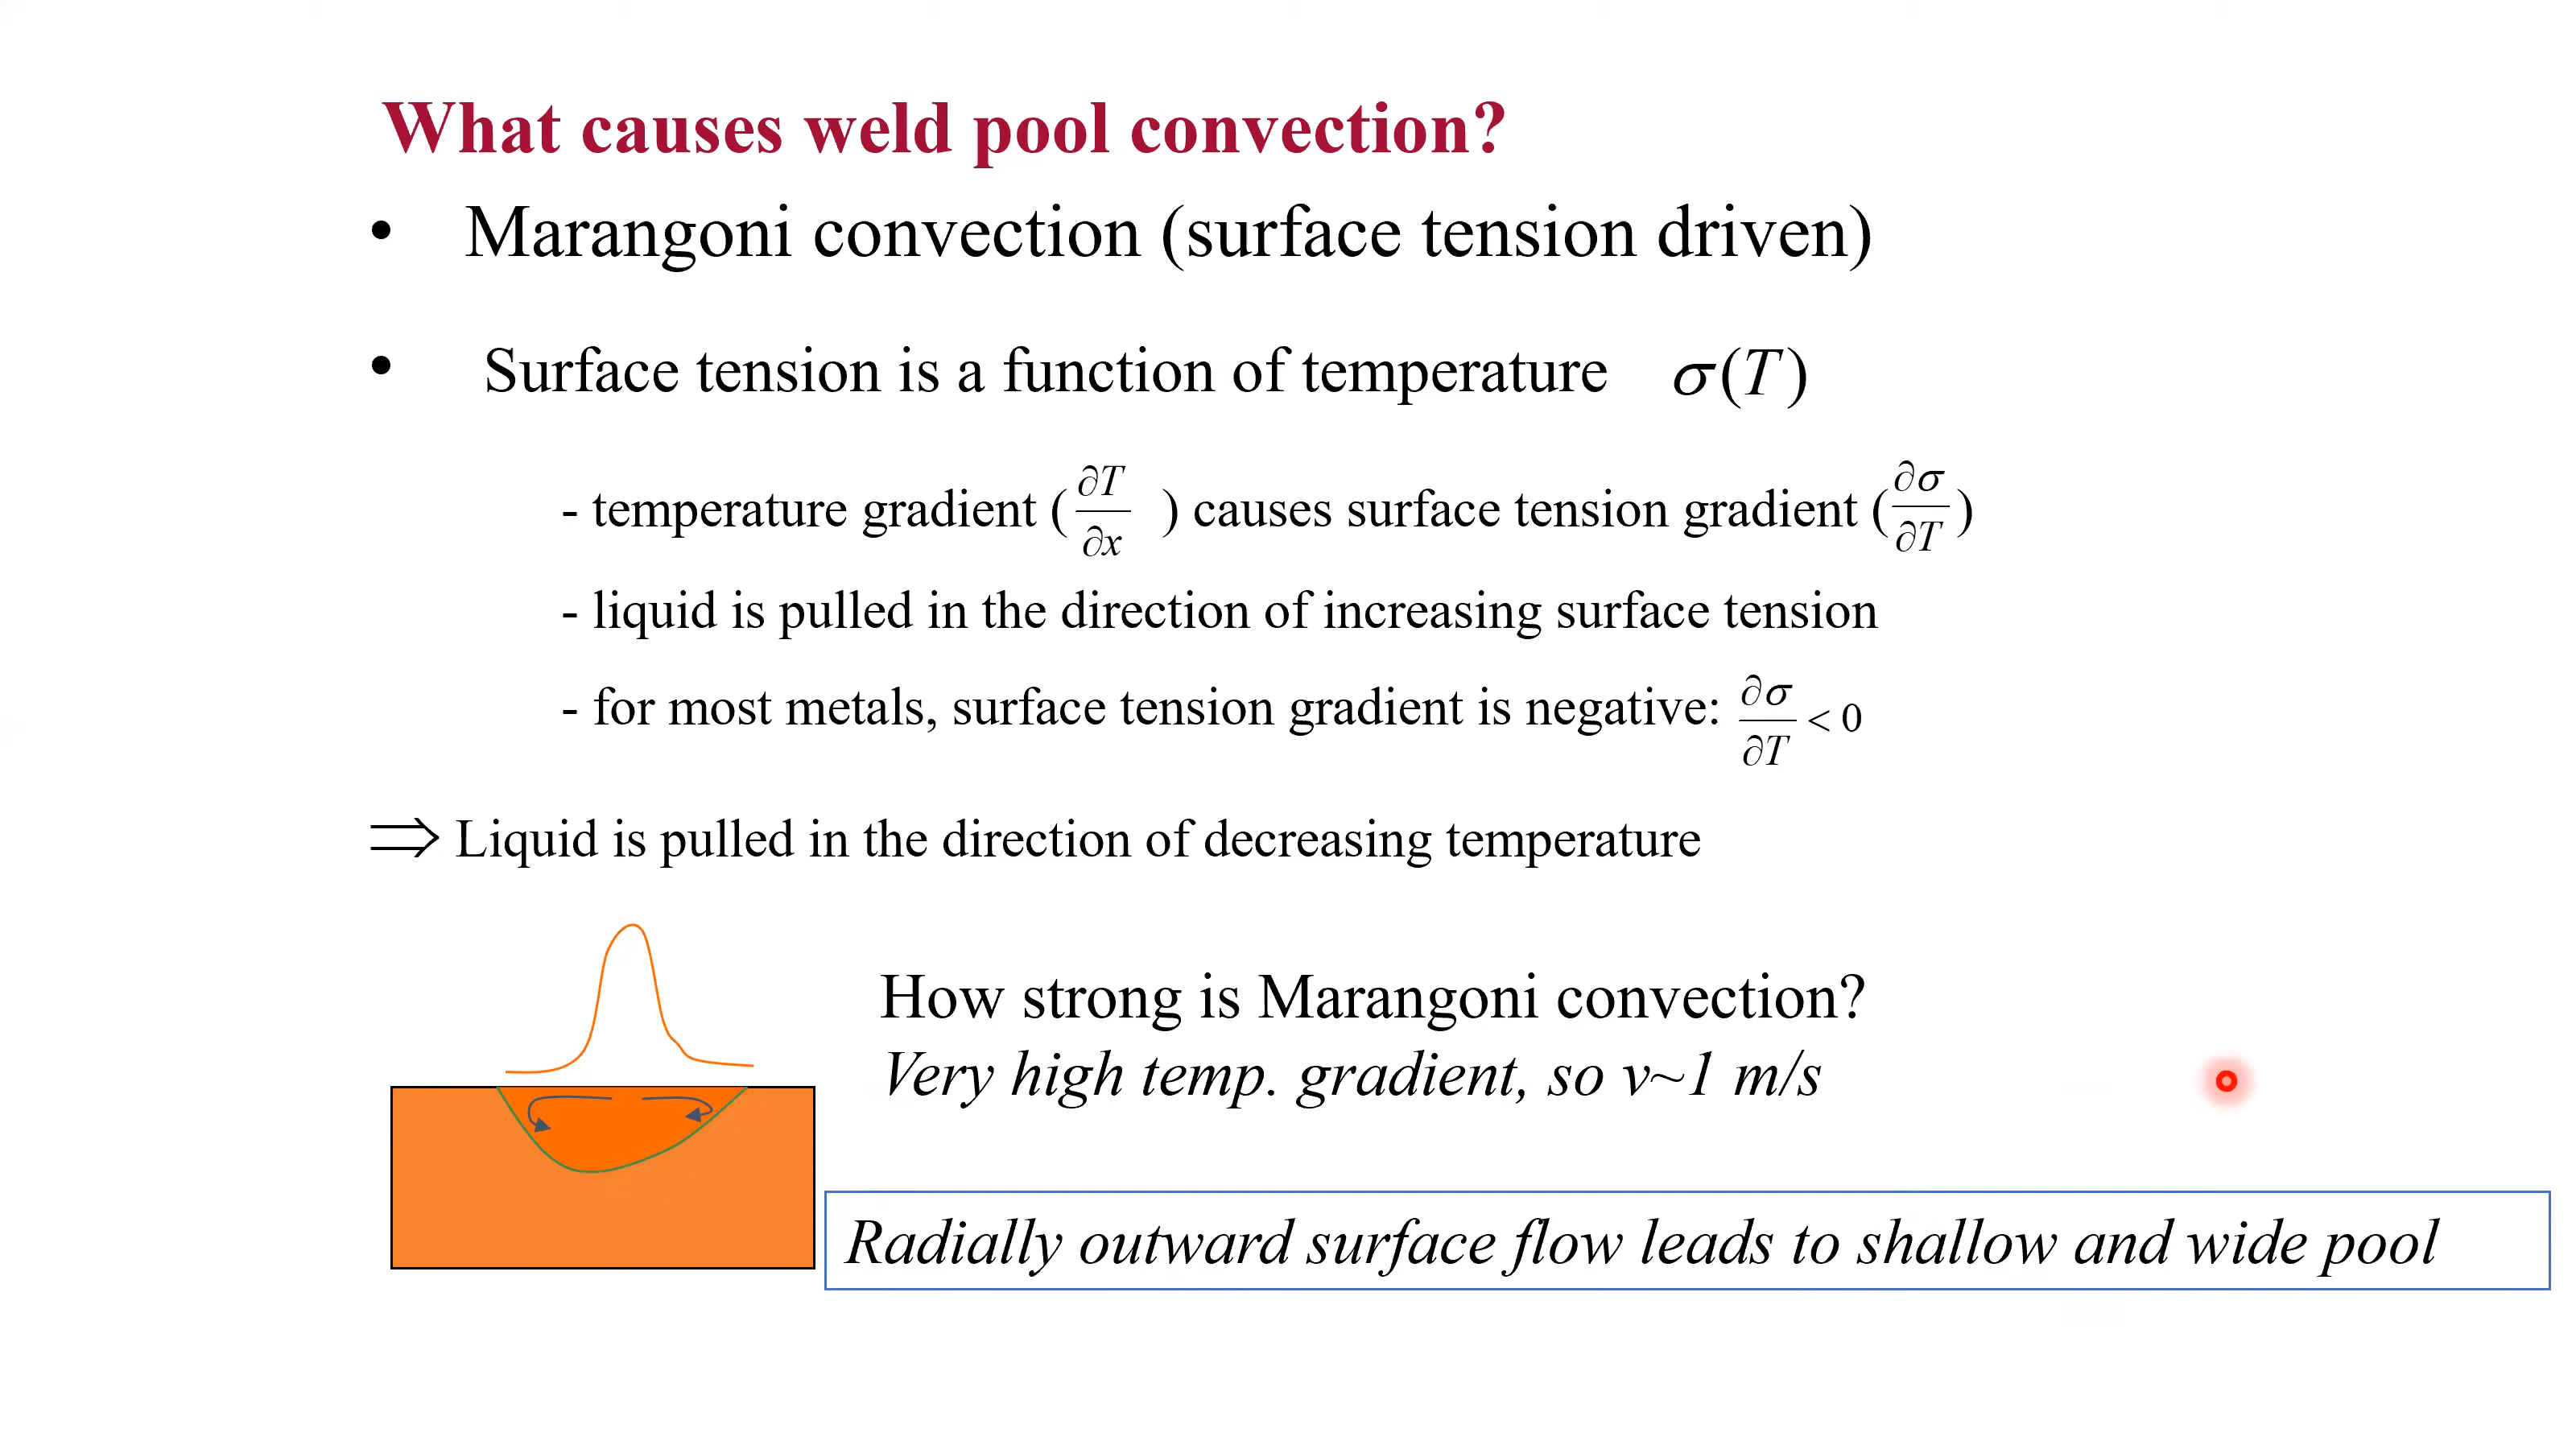 What causes weld pool convection?
• Marangoni convection (surface tension driven)
• Surface tension is a function of temperature σ(T)
- temperature gradient (∂T/∂x ) causes surface tension gradient (∂σ/∂T)
- liquid is pulled in the direction of increasing surface tension
- for most metals, surface tension gradient is negative: ∂σ/∂T < 0
⇒ Liquid is pulled in the direction of decreasing temperature
How strong is Marangoni convection?
Very high temp. gradient, so v~1 m/s
Radially outward surface flow leads to shallow and wide pool